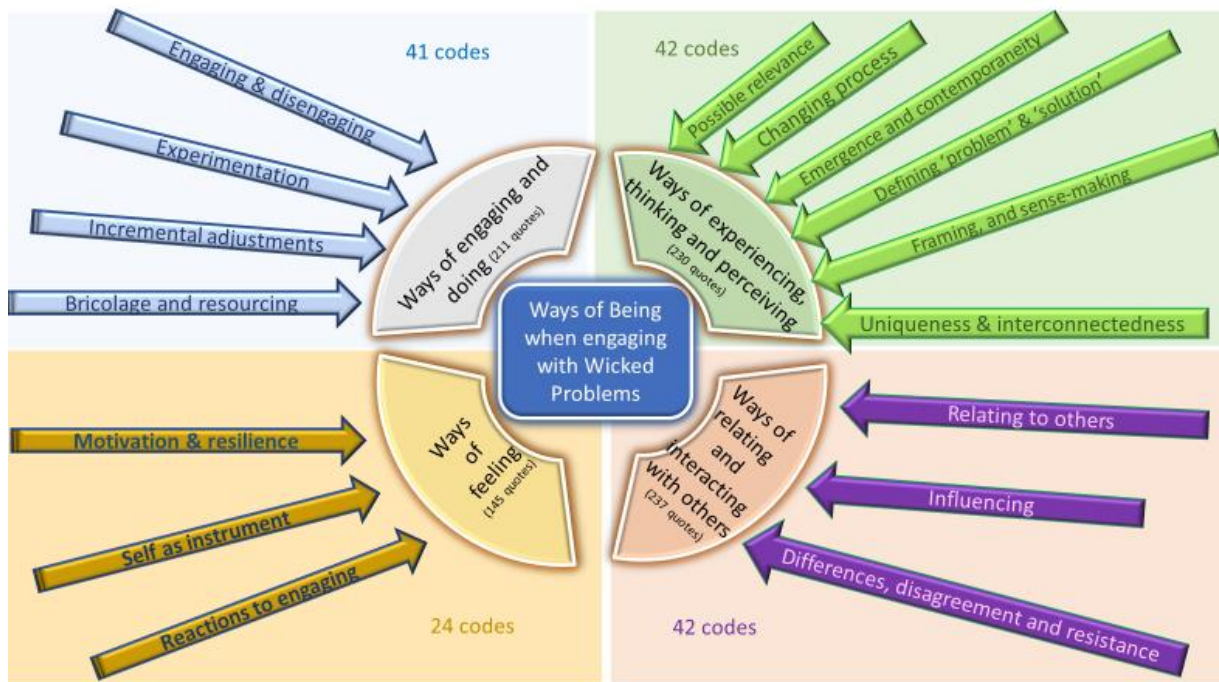 41 codes
Engaging & disengaging
Experimentation
Incremental adjustments
Bricolage and resourcing
Ways of engaging and
doing (211 quotes)
42 codes
Possible relevance
Changing process
Emergence and contemporaneity
Defining 'problem' & 'solution'
Framing, and sense-making
Uniqueness & interconnectedness
Ways of experiencing,
thinking and perceiving
(230 quotes)
Ways of Being
when engaging
with Wicked
Problems
Motivation & resilience
Self as instrument
Reactions to engaging
Ways
of
feeling
(145 quotes)
24 codes
Ways of
relating
and
interacting
with others
(237 quotes)
Relating to others
Influencing
Differences, disagreement and resistance
42 codes